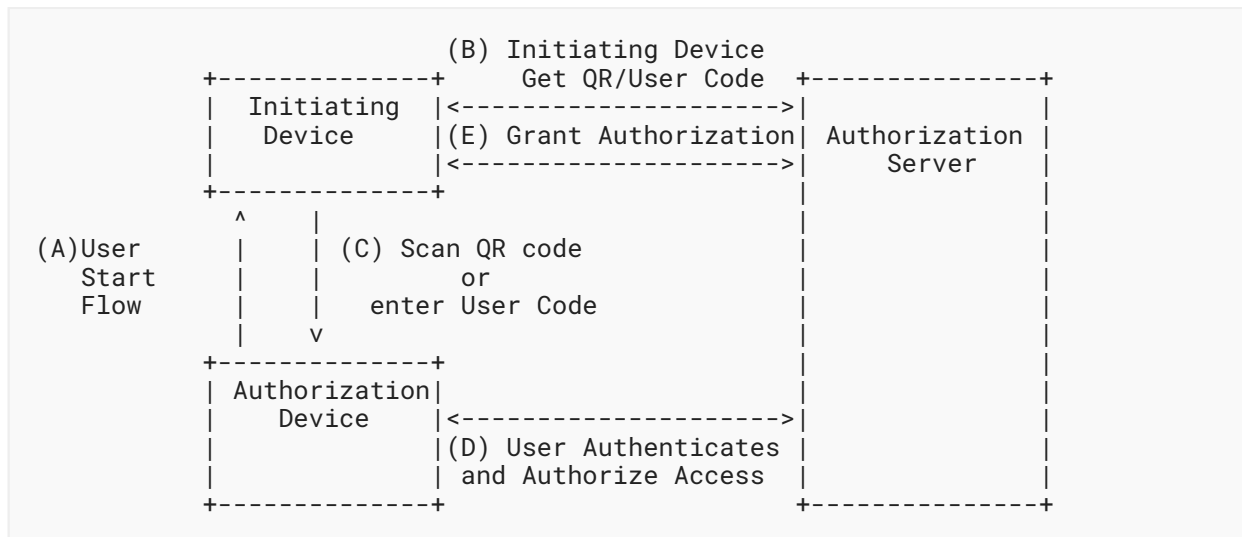 (B) Initiating Device
Get QR/User Code
Initiating
Device
(E) Grant Authorization
Authorization
Server
(A)User
Start
Flow
(C) Scan QR code
or
enter User Code
Authorization
Device
(D) User Authenticates
and Authorize Access